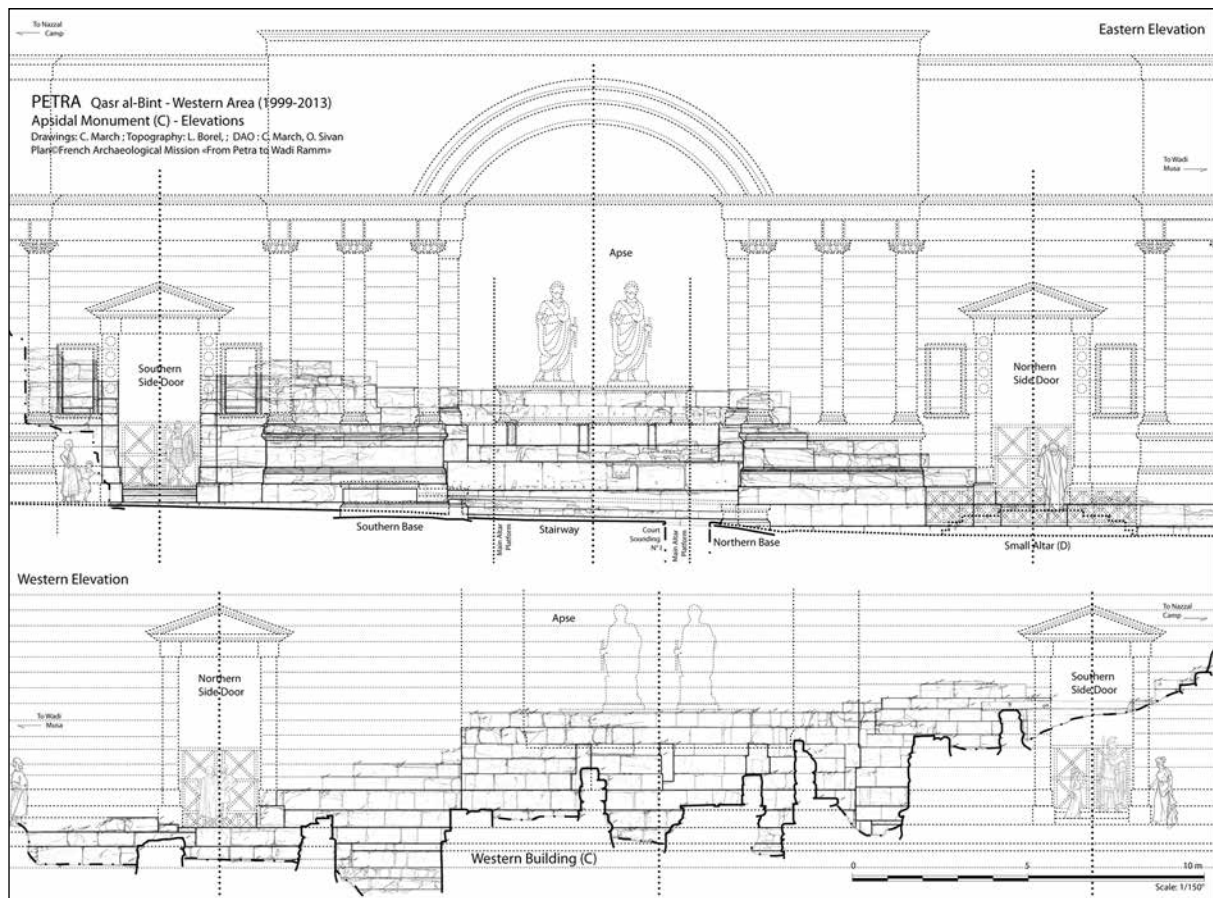 To Nazzal
Camp
Eastern Elevation
PETRA Qasr al-Bint - Western Area (1999-2013)
Apsidal Monument (C) - Elevations
Drawings: C. March ; Topography: L. Borel, ; DAO : C. March, O. Sivan
Plan©French Archaeological Mission «From Petra to Wadi Ramm»
To Wadi
Musa
Apse
Southern
Side Door
Northern
Side Door
Southern Base
Main Altar
Platform
Stairway
Court
Sounding
N°1
Main Altar
Platform
Northern Base
Small Altar (D)
Western Elevation
Apse
To Nazzal
Camp
Northern
Side Door
Southern
Side Door
To Wadi
Musa
Western Building (C)
0 5 10 m
Scale: 1/150°